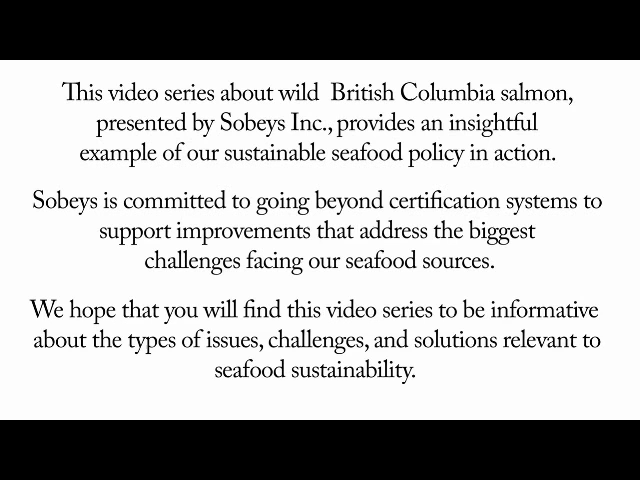 This video series about wild  British Columbia salmon,
presented by Sobeys Inc., provides an insightful
example of our sustainable seafood policy in action.
Sobeys is committed to going beyond certification systems to
support improvements that address the biggest
challenges facing our seafood sources.
We hope that you will find this video series to be informative
about the types of issues, challenges, and solutions relevant to
seafood sustainability.